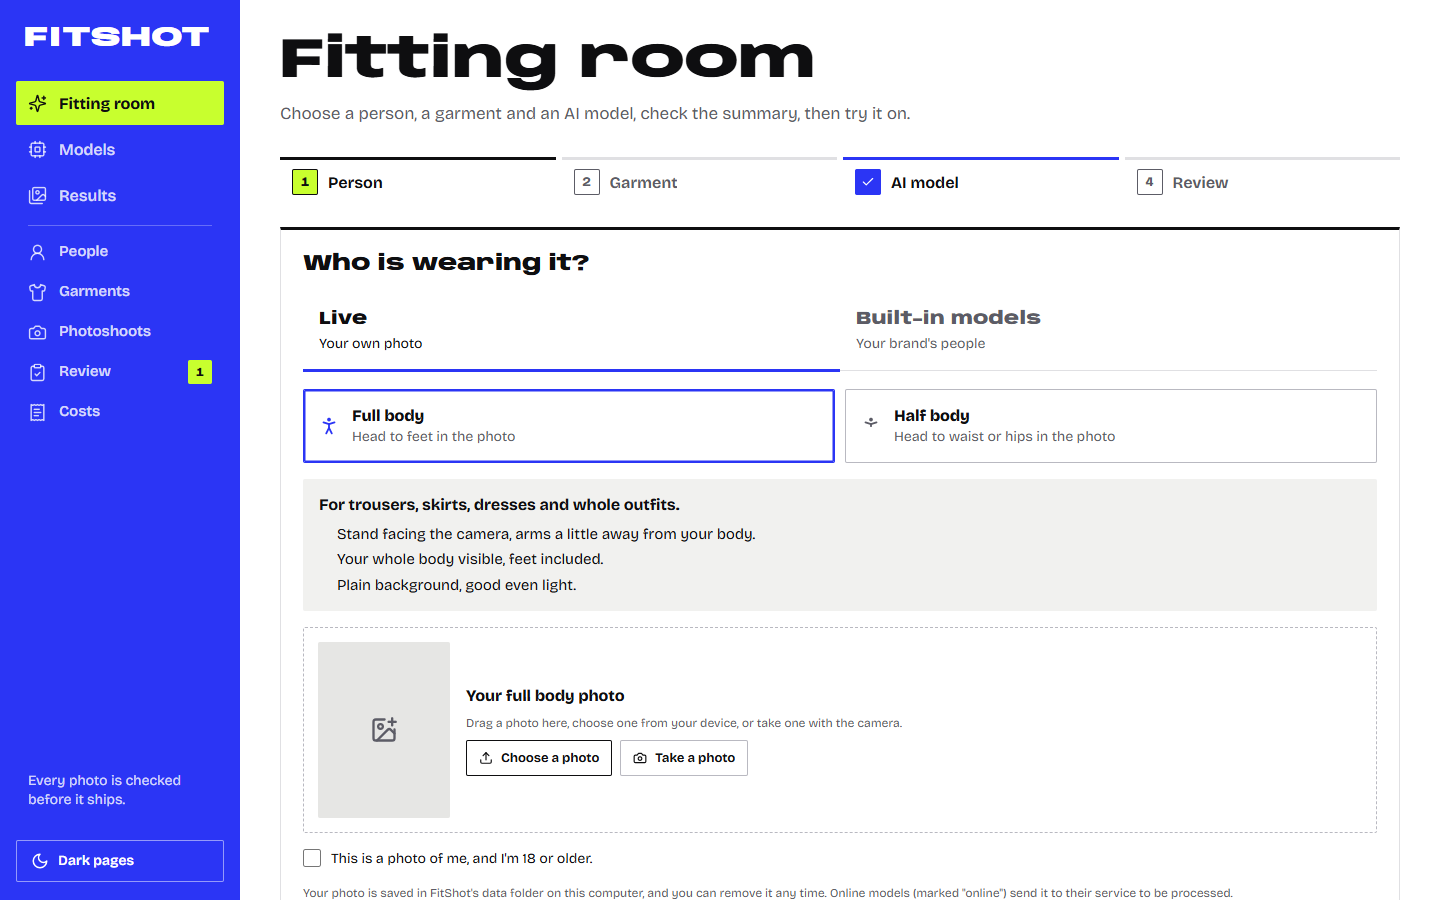 FITSHOT
Fitting room
Models
Results
People
Garments
Photoshoots
Review 1
Costs
Every photo is checked
before it ships.
Dark pages
Fitting room
Choose a person, a garment and an AI model, check the summary, then try it on.
1 Person
2 Garment
AI model
4 Review
Who is wearing it?
Live
Your own photo
Built-in models
Your brand's people
Full body
Head to feet in the photo
Half body
Head to waist or hips in the photo
For trousers, skirts, dresses and whole outfits.
Stand facing the camera, arms a little away from your body.
Your whole body visible, feet included.
Plain background, good even light.
Your full body photo
Drag a photo here, choose one from your device, or take one with the camera.
Choose a photo
Take a photo
This is a photo of me, and I'm 18 or older.
Your photo is saved in FitShot's data folder on this computer, and you can remove it any time. Online models (marked "online") send it to their service to be processed.